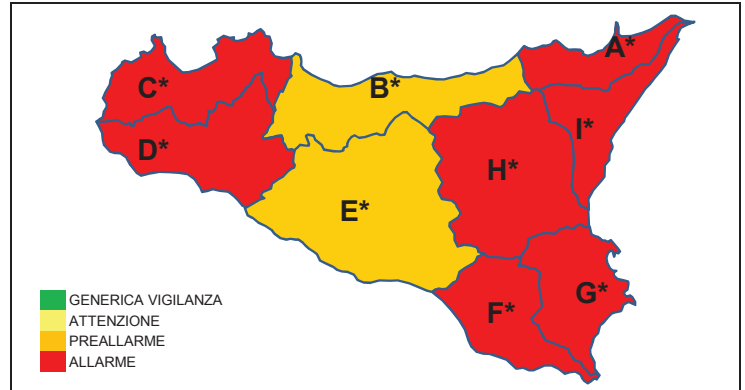 A*
C*
B*
I*
D*
H*
E*
G*
F*
GENERICA VIGILANZA
ATTENZIONE
PREALLARME
ALLARME